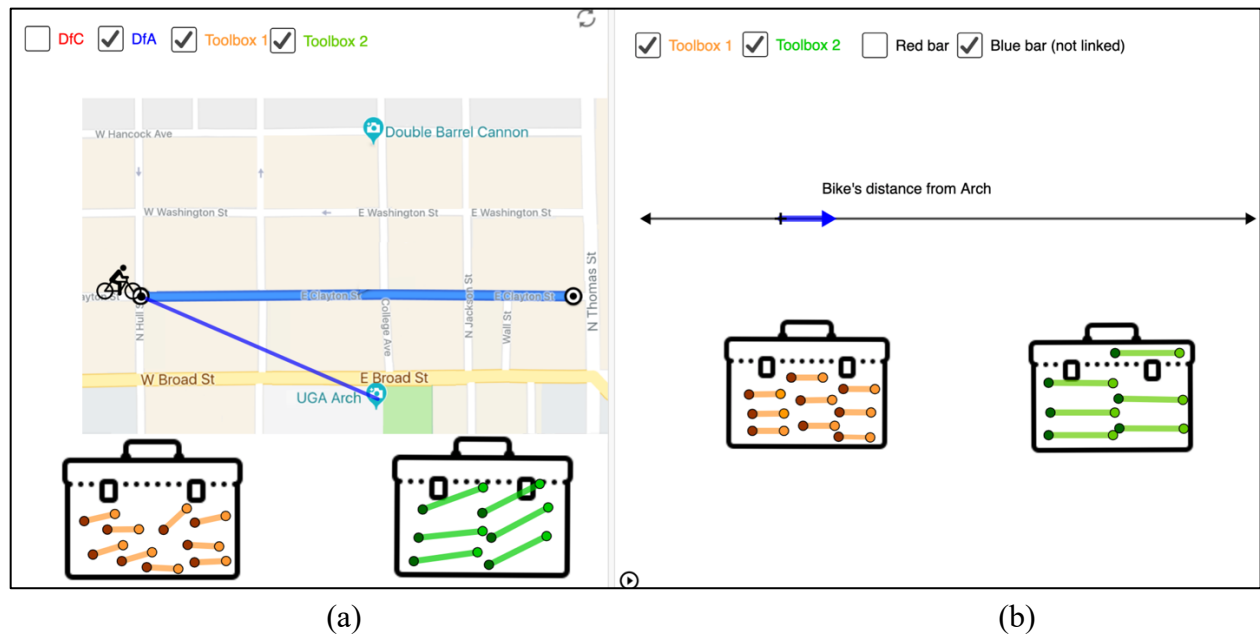 DfC
DfA
Toolbox 1
Toolbox 2
W Hancock Ave
Double Barrel Cannon
W Washington St
E Washington St
E Washington St
ayton St
E Clayton St
E Clayton St
N Hull S
College Ave
N Jackson St
Wall St
N Thomas St
W Broad St
E Broad St
UGA Arch
Toolbox 1
Toolbox 2
Red bar
Blue bar (not linked)
Bike's distance from Arch
(a)
(b)